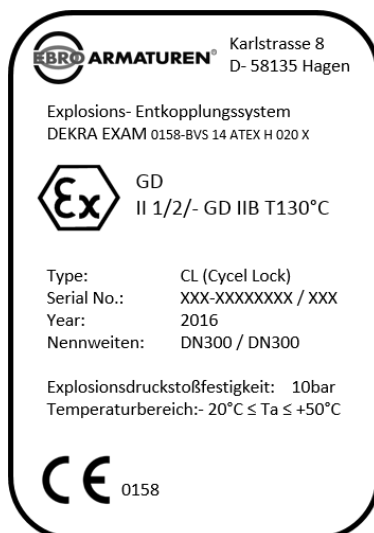 EBRO ARMATUREN®
Karlstrasse 8
D- 58135 Hagen
Explosions- Entkopplungssystem
DEKRA EXAM 0158-BVS 14 ATEX H 020 X
Ex
GD
II 1/2/- GD IIB T130°C
Type: CL (Cycel Lock)
Serial No.: XXX-XXXXXXXX / XXX
Year: 2016
Nennweiten: DN300 / DN300
Explosionsdruckstoßfestigkeit: 10bar
Temperaturbereich:- 20°C ≤ Ta ≤ +50°C
CE 0158